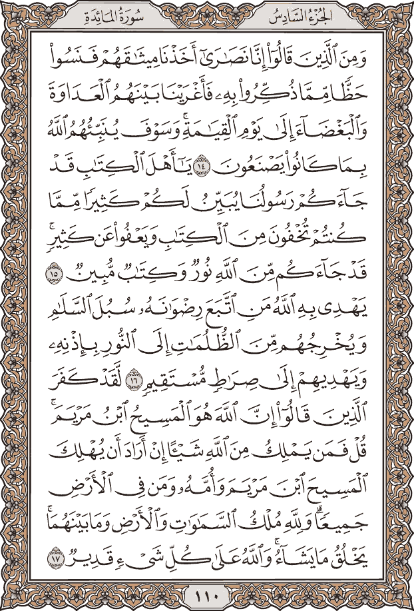 الجزء السادس
سورة المائدة
وَمِنَ ٱلَّذِينَ قَالُوٓا۟ إِنَّا نَصَٰرَىٰٓ أَخَذْنَا مِيثَٰقَهُمْ فَنَسُوا۟
حَظًّا مِّمَّا ذُكِّرُوا۟ بِهِۦ فَأَغْرَيْنَا بَيْنَهُمُ ٱلْعَدَاوَةَ
وَٱلْبَغْضَآءَ إِلَىٰ يَوْمِ ٱلْقِيَٰمَةِ ۚ وَسَوْفَ يُنَبِّئُهُمُ ٱللَّهُ
بِمَا كَانُوا۟ يَصْنَعُونَ ١٤ يَٰٓأَهْلَ ٱلْكِتَٰبِ قَدْ
جَآءَكُمْ رَسُولُنَا يُبَيِّنُ لَكُمْ كَثِيرًا مِّمَّا
كُنتُمْ تُخْفُونَ مِنَ ٱلْكِتَٰبِ وَيَعْفُوا۟ عَن كَثِيرٍ ۚ
قَدْ جَآءَكُم مِّنَ ٱللَّهِ نُورٌ وَكِتَٰبٌ مُّبِينٌ ١٥
يَهْدِى بِهِ ٱللَّهُ مَنِ ٱتَّبَعَ رِضْوَٰنَهُۥ سُبُلَ ٱلسَّلَٰمِ
وَيُخْرِجُهُم مِّنَ ٱلظُّلُمَٰتِ إِلَى ٱلنُّورِ بِإِذْنِهِۦ
وَيَهْدِيهِمْ إِلَىٰ صِرَٰطٍ مُّسْتَقِيمٍ ١٦ لَّقَدْ كَفَرَ
ٱلَّذِينَ قَالُوٓا۟ إِنَّ ٱللَّهَ هُوَ ٱلْمَسِيحُ ٱبْنُ مَرْيَمَ ۚ
قُلْ فَمَن يَمْلِكُ مِنَ ٱللَّهِ شَيْـًٔا إِنْ أَرَادَ أَن يُهْلِكَ
ٱلْمَسِيحَ ٱبْنَ مَرْيَمَ وَأُمَّهُۥ وَمَن فِى ٱلْأَرْضِ
جَمِيعًا ۗ وَلِلَّهِ مُلْكُ ٱلسَّمَٰوَٰتِ وَٱلْأَرْضِ وَمَا بَيْنَهُمَا ۚ
يَخْلُقُ مَا يَشَآءُ ۚ وَٱللَّهُ عَلَىٰ كُلِّ شَىْءٍ قَدِيرٌ ١٧
١١٠